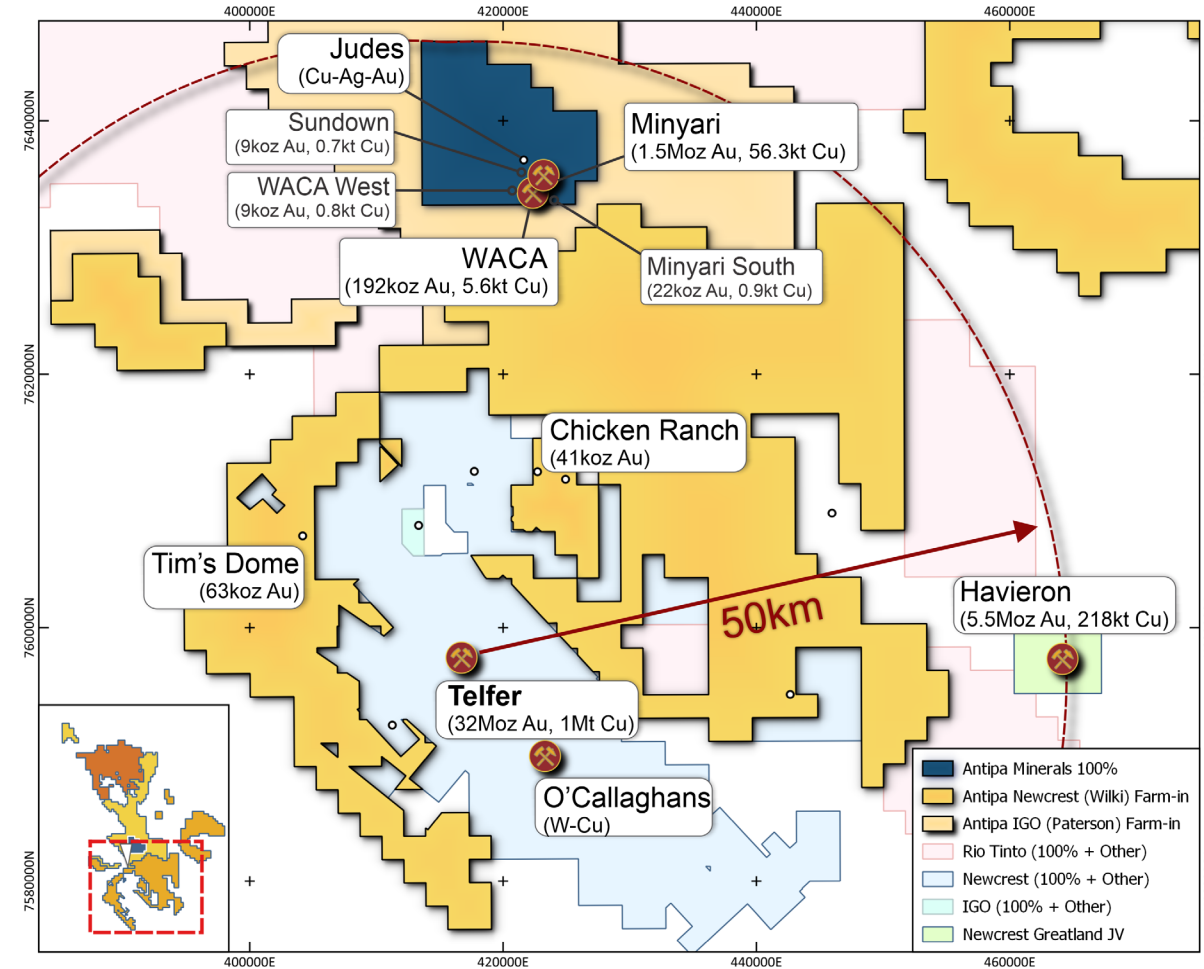 400000E
420000E
440000E
460000E
7640000N
7620000N
7600000N
7580000N
Judes
(Cu-Ag-Au)
Sundown
(9koz Au, 0.7kt Cu)
WACA West
(9koz Au, 0.8kt Cu)
WACA
(192koz Au, 5.6kt Cu)
Minyari
(1.5Moz Au, 56.3kt Cu)
Minyari South
(22koz Au, 0.9kt Cu)
Chicken Ranch
(41koz Au)
Tim's Dome
(63koz Au)
50km
Havieron
(5.5Moz Au, 218kt Cu)
Telfer
(32Moz Au, 1Mt Cu)
O'Callaghans
(W-Cu)
Antipa Minerals 100%
Antipa Newcrest (Wilki) Farm-in
Antipa IGO (Paterson) Farm-in
Rio Tinto (100% + Other)
Newcrest (100% + Other)
IGO (100% + Other)
Newcrest Greatland JV
400000E
420000E
440000E
460000E